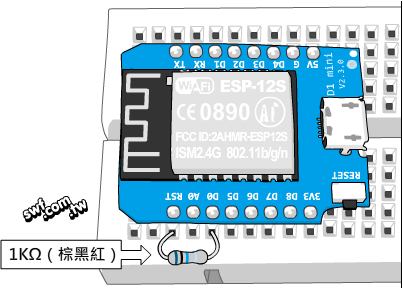 TX RX D1 D2 D3 D4 G 5V
D1 mini
V2.3.0
WiFi ESP-12S
CE0890
FCC ID:2AHMR-ESP12S
ISM2.4G 802.11b/g/n
RESET
RST A0 D0 D5 D6 D7 D8 3V3
swf.com.tw
1KΩ（棕黑紅）